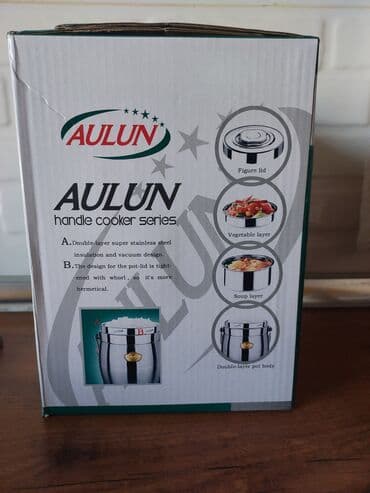 AULUN
AULUN
handle cooker series
A. Double-layer super stainless steel
insulation and vacuum design.
B. The design for the pot-lid is tight-
ened with whorl, so it's more
hermetical.
Figure lid
Vegetable layer
Soup layer
Double-layer pot body
AULUN
B